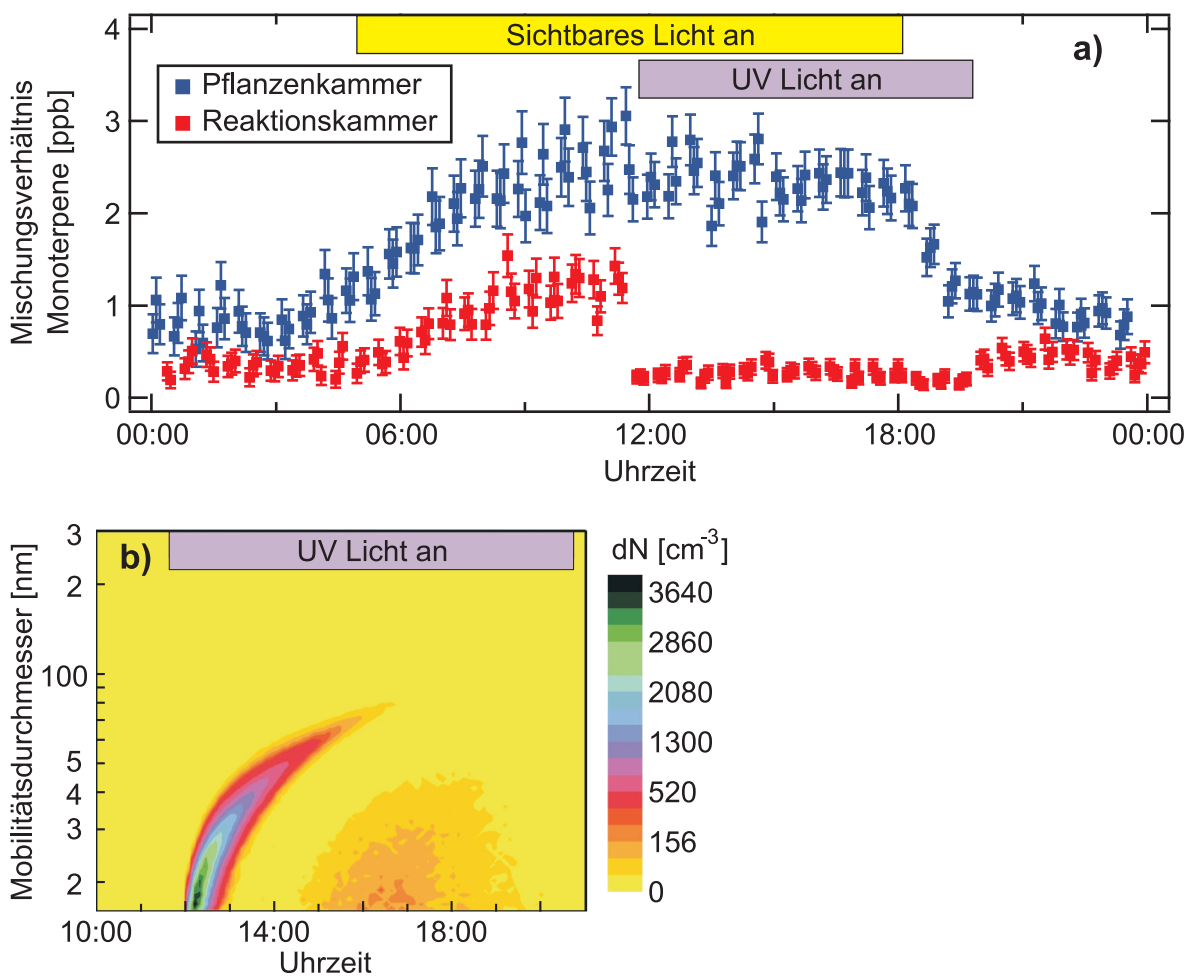 Sichtbares Licht an
a)
UV Licht an
Pflanzenkammer
Reaktionskammer
Mischungsverhältnis
Monoterpene [ppb]
4
3
2
1
0
00:00 06:00 12:00 18:00 00:00
Uhrzeit
b)
UV Licht an
Mobilitätsdurchmesser [nm]
3
2
100
5
4
3
2
10:00 14:00 18:00
Uhrzeit
dN [cm-3]
3640
2860
2080
1300
520
156
0